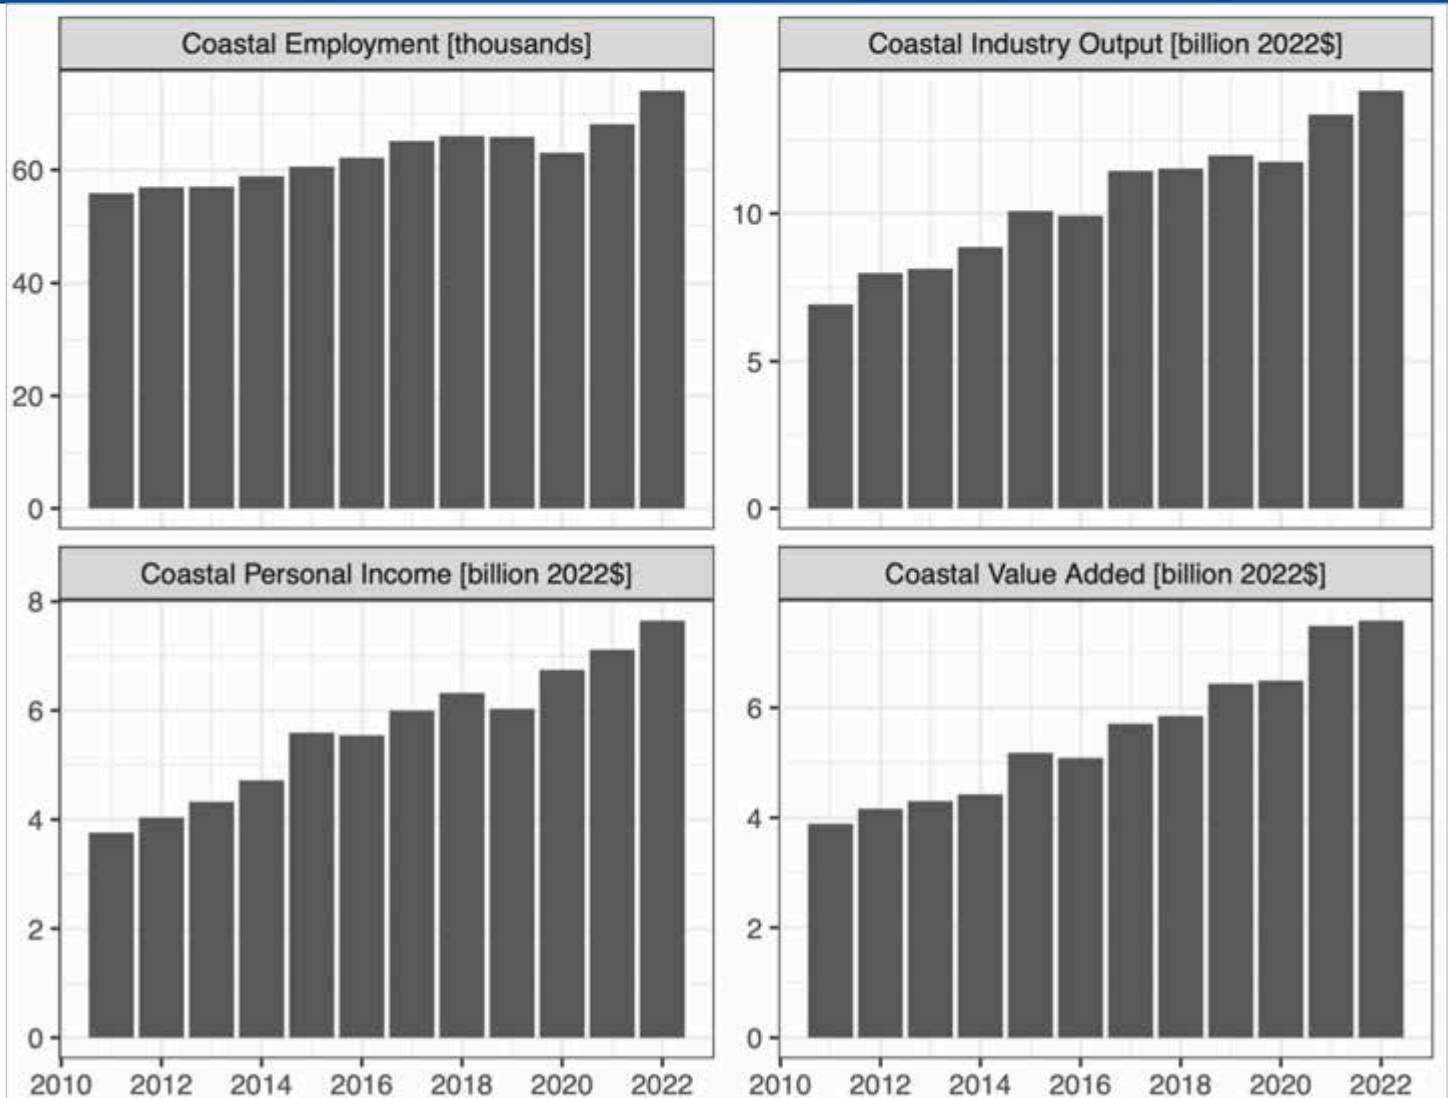 Coastal Employment [thousands]
60
40
20
0
Coastal Industry Output [billion 2022$]
10
5
0
Coastal Personal Income [billion 2022$]
8
6
4
2
0
2010 2012 2014 2016 2018 2020 2022
Coastal Value Added [billion 2022$]
6
4
2
0
2010 2012 2014 2016 2018 2020 2022